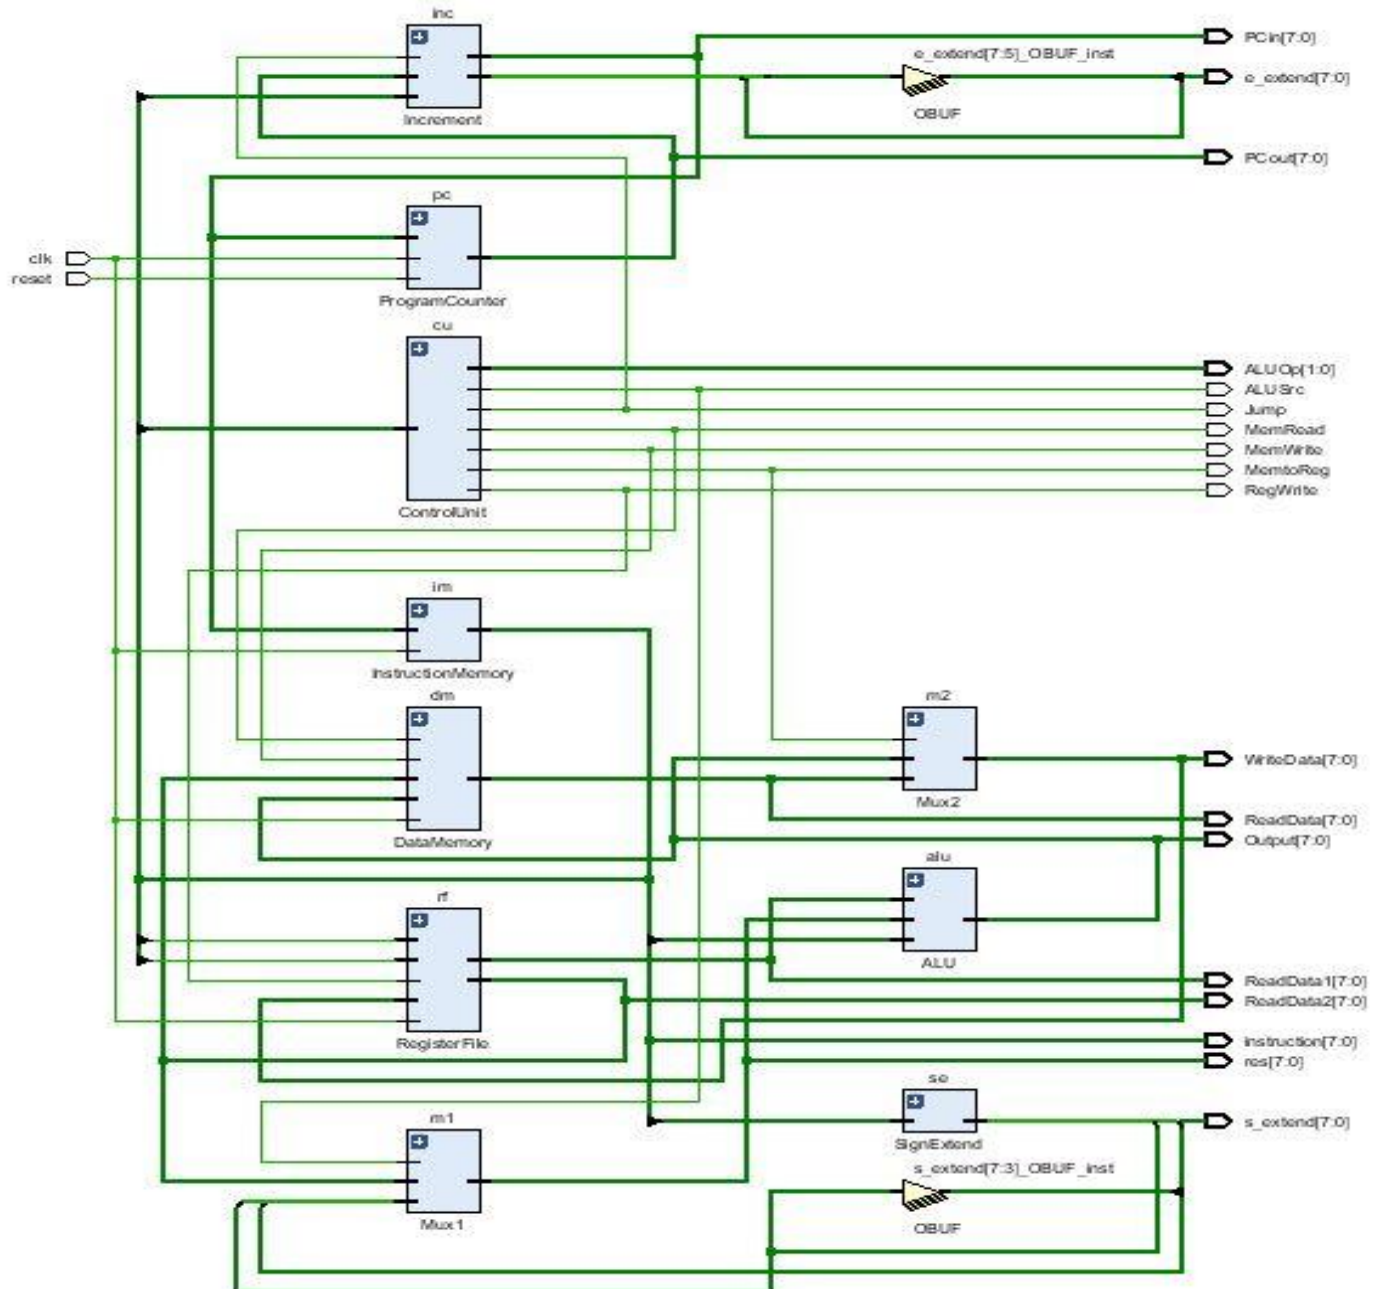 inc
PCin[7:0]
e_extend[7:5]_OBUF_inst
e_extend[7:0]
Increment
OBUF
PCout[7:0]
pc
clk
reset
ProgramCounter
cu
ALUOp[1:0]
ALUSrc
Jump
MemRead
MemWrite
MemtoReg
RegWrite
ControlUnit
im
InstructionMemory
dm
m2
WriteData[7:0]
Mux2
ReadData[7:0]
DataMemory
Output[7:0]
alu
rf
ALU
ReadData1[7:0]
ReadData2[7:0]
RegisterFile
instruction[7:0]
res[7:0]
se
m1
s_extend[7:0]
SignExtend
s_extend[7:3]_OBUF_inst
Mux1
OBUF